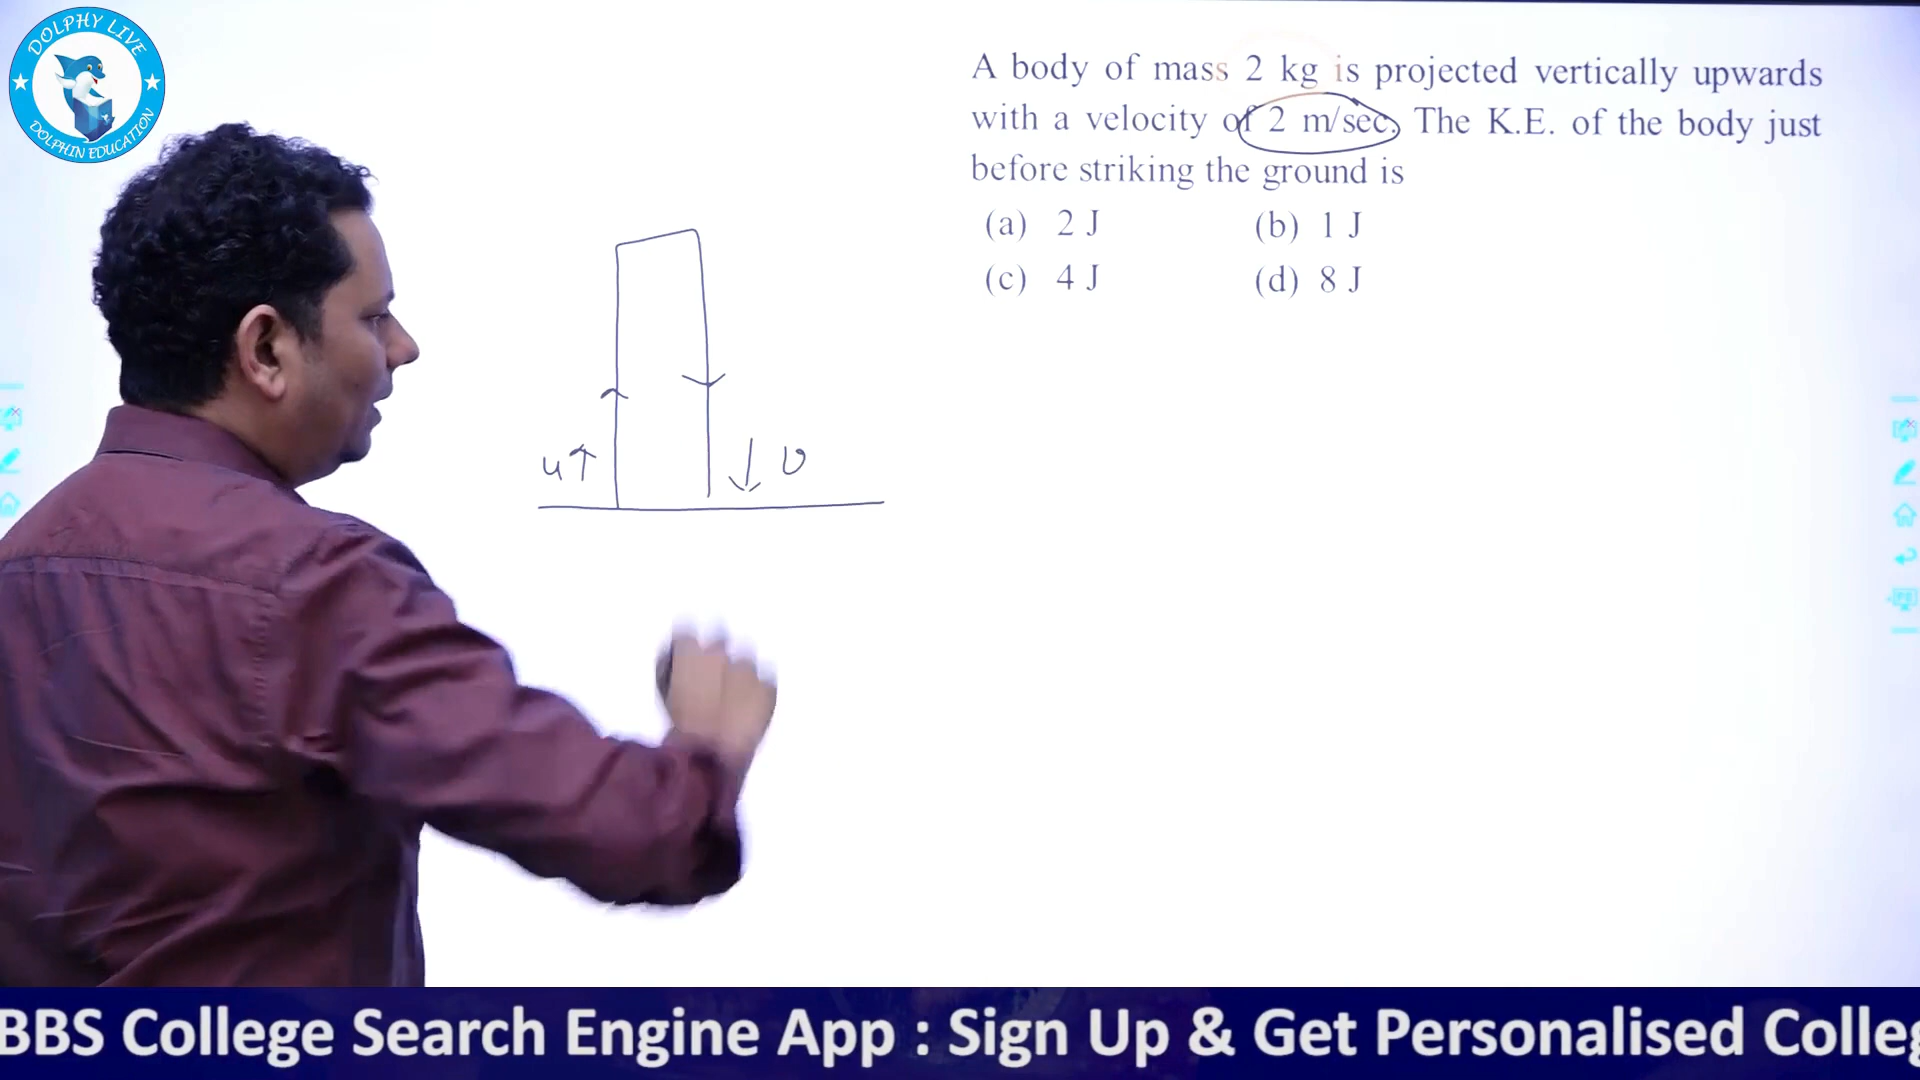 DOLPHY LIVE
DOLPHIN EDUCATION
A body of mass 2 kg is projected vertically upwards
with a velocity of 2 m/sec. The K.E. of the body just
before striking the ground is
(a) 2 J (b) 1 J
(c) 4 J (d) 8 J
u↑ ↓ v
BBS College Search Engine App : Sign Up & Get Personalised Colleg